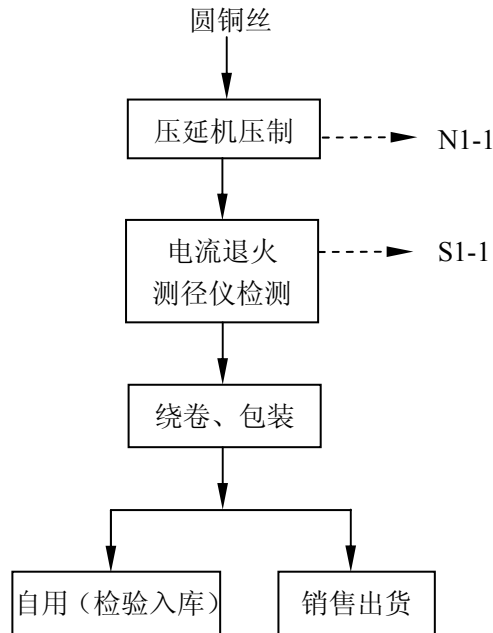 圆铜丝
压延机压制
N1-1
电流退火
S1-1
测径仪检测
绕卷、包装
自用（检验入库）
销售出货